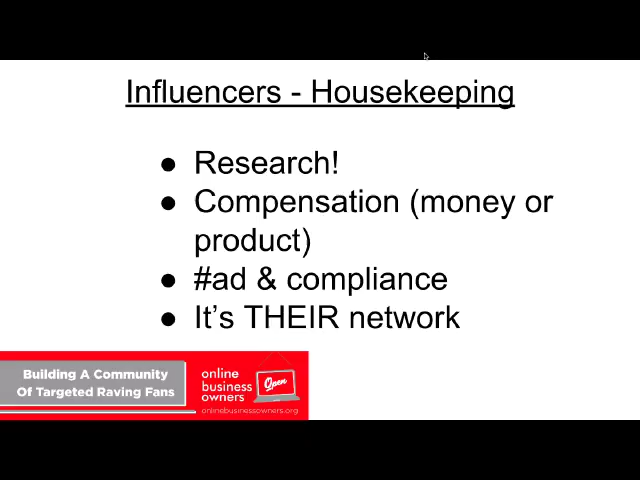 Influencers - Housekeeping
● Research!
● Compensation (money or
product)
● #ad & compliance
● It's THEIR network
Building A Community
Of Targeted Raving Fans
online
business
owners
Open
onlinebusinessowners.org